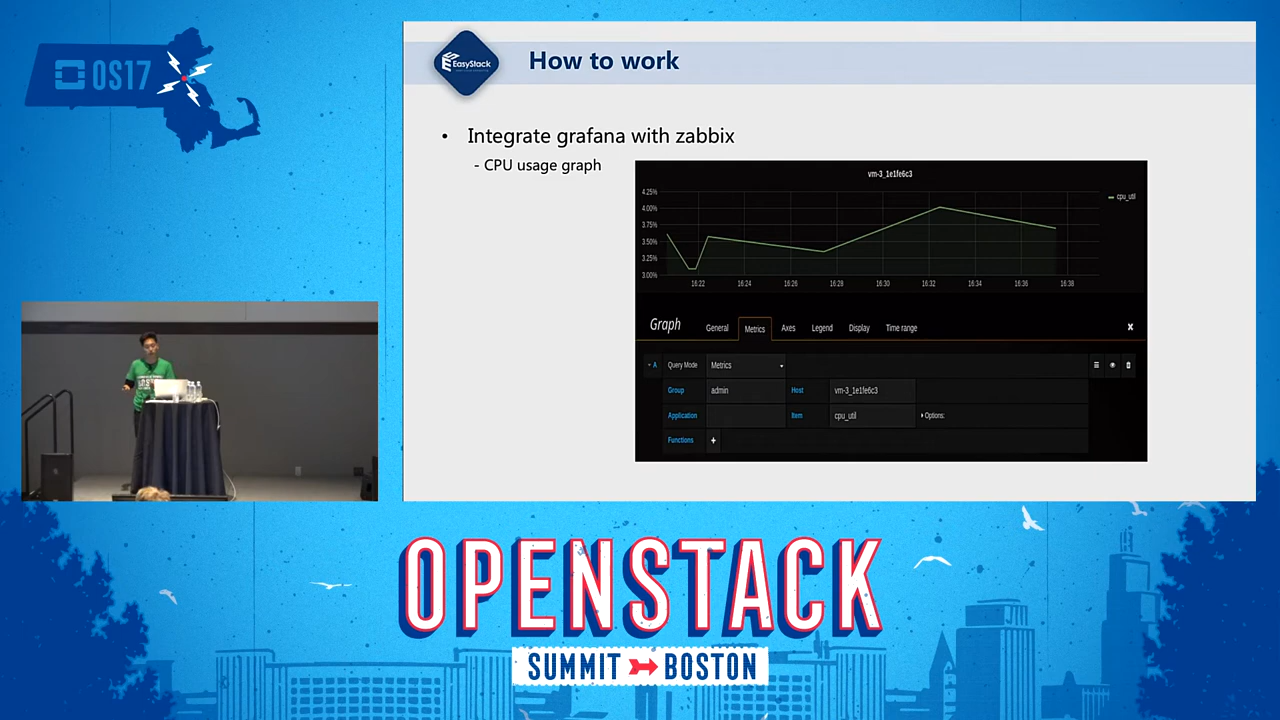 OS17
EasyStack
How to work
• Integrate grafana with zabbix
- CPU usage graph
vm-3_1e1fe6c3
4.25%
4.00%
3.75%
3.50%
3.25%
3.00%
cpu_util
16:22 16:24 16:26 16:28 16:30 16:32 16:34 16:36 16:38
Graph General Metrics Axes Legend Display Time range x
A Query Mode Metrics
Group admin Host vm-3_1e1fe6c3
Application Item cpu_util Options:
Functions +
OPENSTACK
SUMMIT BOSTON